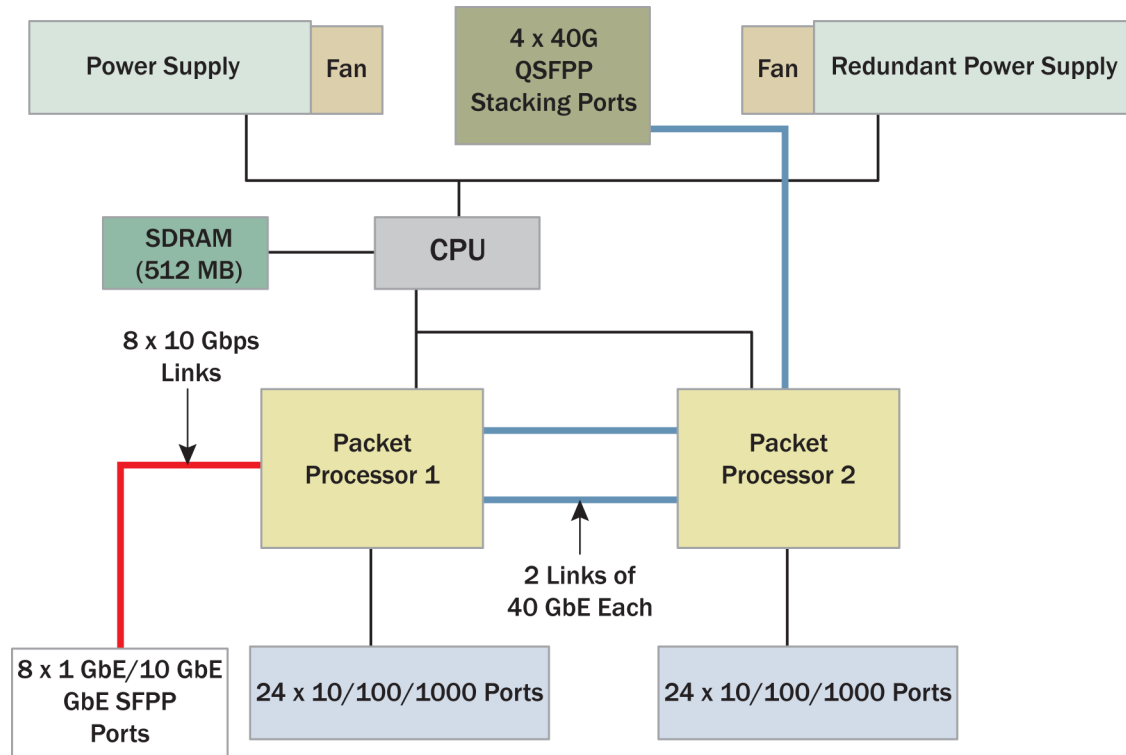 Power Supply
Fan
4 x 40G
QSFPP
Stacking Ports
Fan
Redundant Power Supply
SDRAM
(512 MB)
CPU
8 x 10 Gbps
Links
Packet
Processor 1
Packet
Processor 2
2 Links of
40 GbE Each
8 x 1 GbE/10 GbE
GbE SFPP
Ports
24 x 10/100/1000 Ports
24 x 10/100/1000 Ports